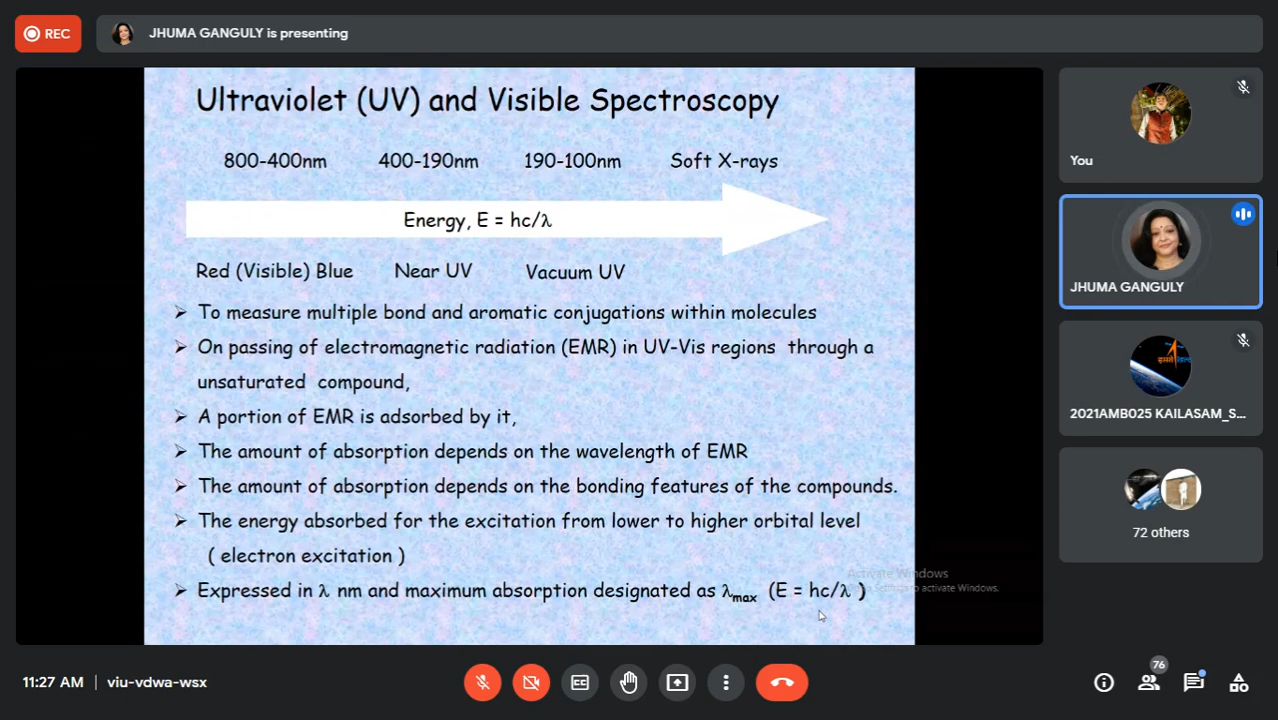 REC
JHUMA GANGULY is presenting
Ultraviolet (UV) and Visible Spectroscopy
800-400nm 400-190nm 190-100nm Soft X-rays
Energy, E = hc/λ
Red (Visible) Blue Near UV Vacuum UV
➢ To measure multiple bond and aromatic conjugations within molecules
➢ On passing of electromagnetic radiation (EMR) in UV-Vis regions through a
unsaturated compound,
➢ A portion of EMR is adsorbed by it,
➢ The amount of absorption depends on the wavelength of EMR
➢ The amount of absorption depends on the bonding features of the compounds.
➢ The energy absorbed for the excitation from lower to higher orbital level
( electron excitation )
➢ Expressed in λ nm and maximum absorption designated as λmax (E = hc/λ )
Activate Windows
to activate Windows.
You
JHUMA GANGULY
इसरो isro
2021AMB025 KAILASAM_S...
72 others
11:27 AM | viu-vdwa-wsx
CC
76